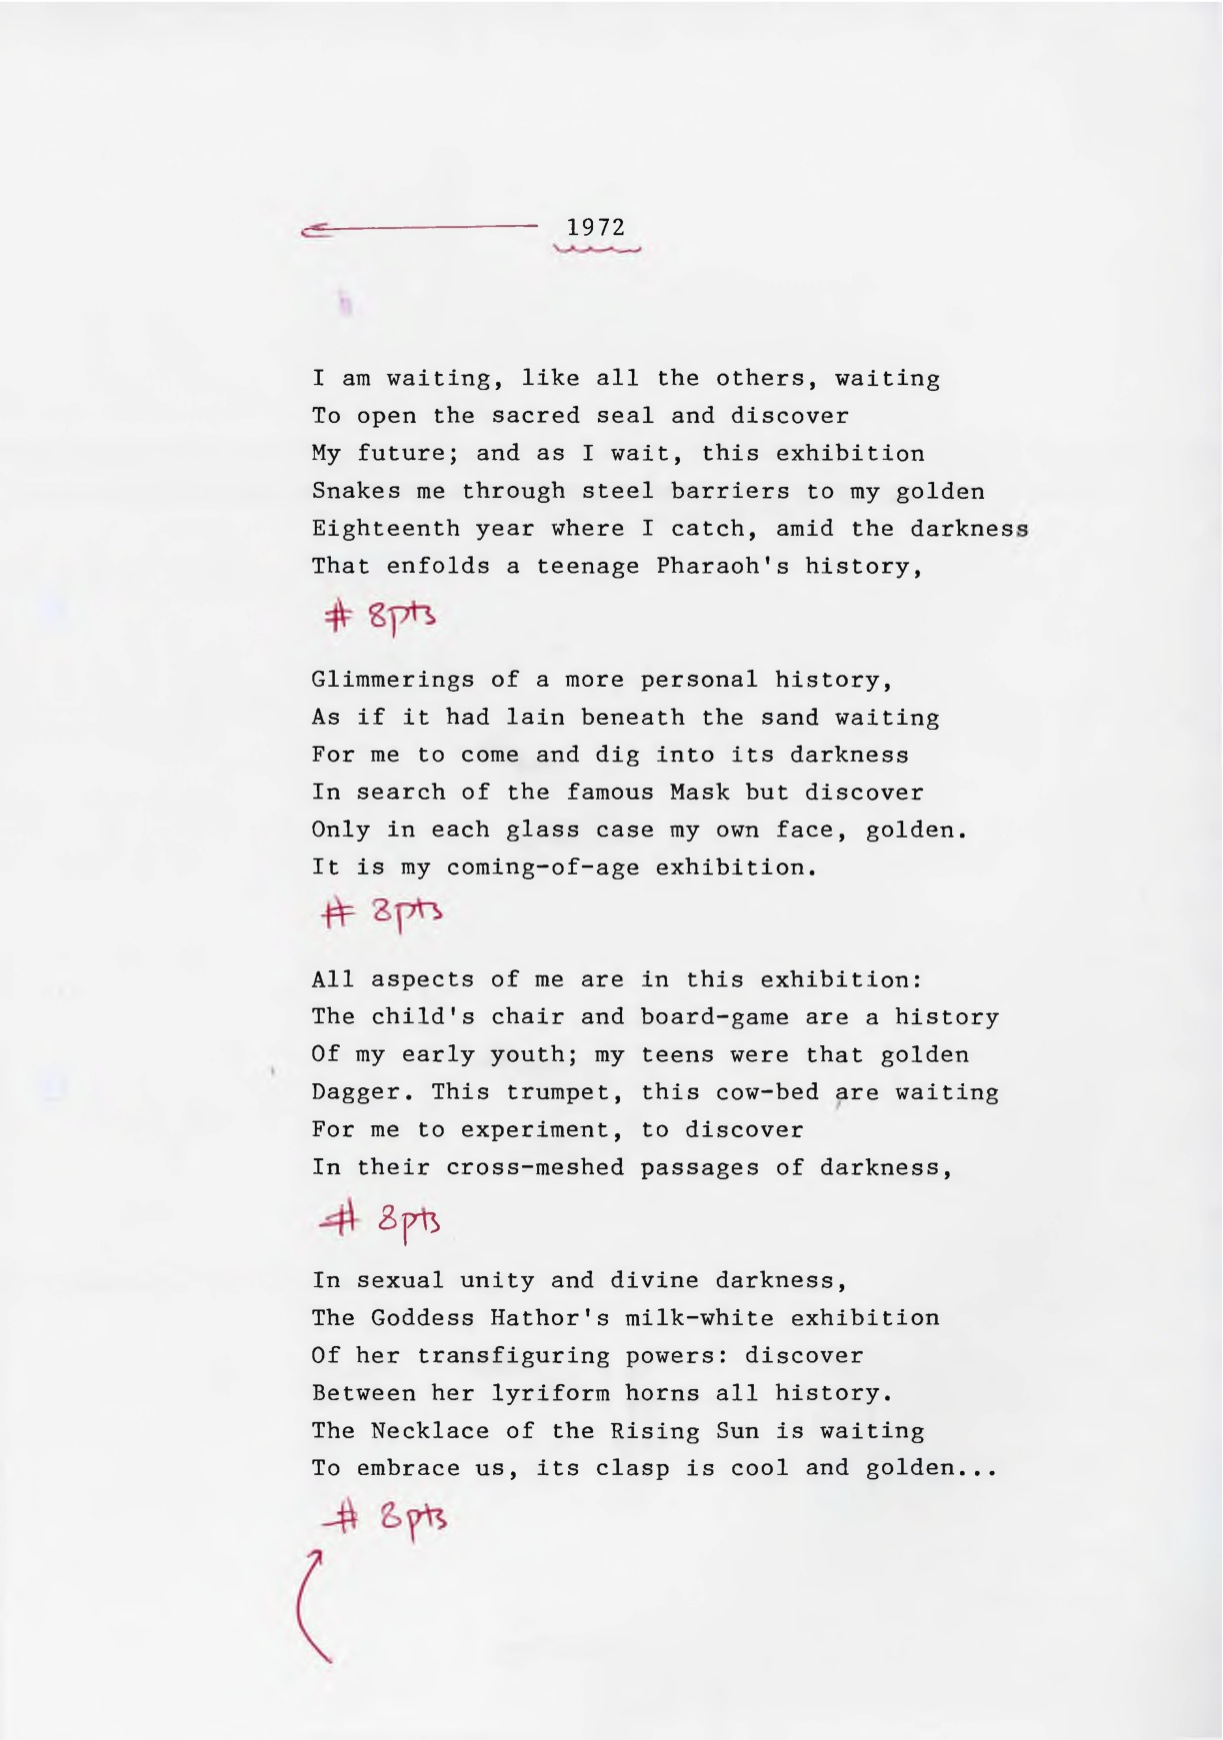 1972
I am waiting, like all the others, waiting
To open the sacred seal and discover
My future; and as I wait, this exhibition
Snakes me through steel barriers to my golden
Eighteenth year where I catch, amid the darkness
That enfolds a teenage Pharaoh's history,
# 8pts
Glimmerings of a more personal history,
As if it had lain beneath the sand waiting
For me to come and dig into its darkness
In search of the famous Mask but discover
Only in each glass case my own face, golden.
It is my coming-of-age exhibition.
# 8pts
All aspects of me are in this exhibition:
The child's chair and board-game are a history
Of my early youth; my teens were that golden
Dagger. This trumpet, this cow-bed are waiting
For me to experiment, to discover
In their cross-meshed passages of darkness,
# 8pts
In sexual unity and divine darkness,
The Goddess Hathor's milk-white exhibition
Of her transfiguring powers: discover
Between her lyriform horns all history.
The Necklace of the Rising Sun is waiting
To embrace us, its clasp is cool and golden...
# 8pts